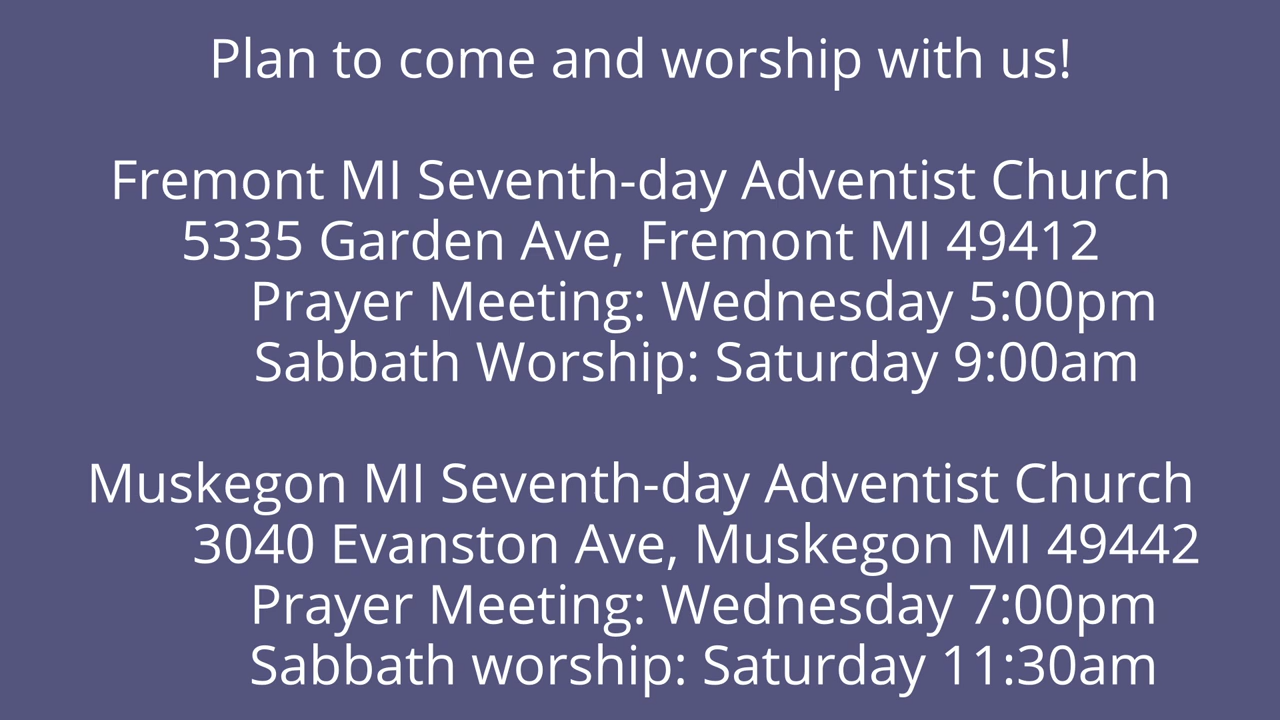 Plan to come and worship with us!
Fremont MI Seventh-day Adventist Church
5335 Garden Ave, Fremont MI 49412
Prayer Meeting: Wednesday 5:00pm
Sabbath Worship: Saturday 9:00am
Muskegon MI Seventh-day Adventist Church
3040 Evanston Ave, Muskegon MI 49442
Prayer Meeting: Wednesday 7:00pm
Sabbath worship: Saturday 11:30am